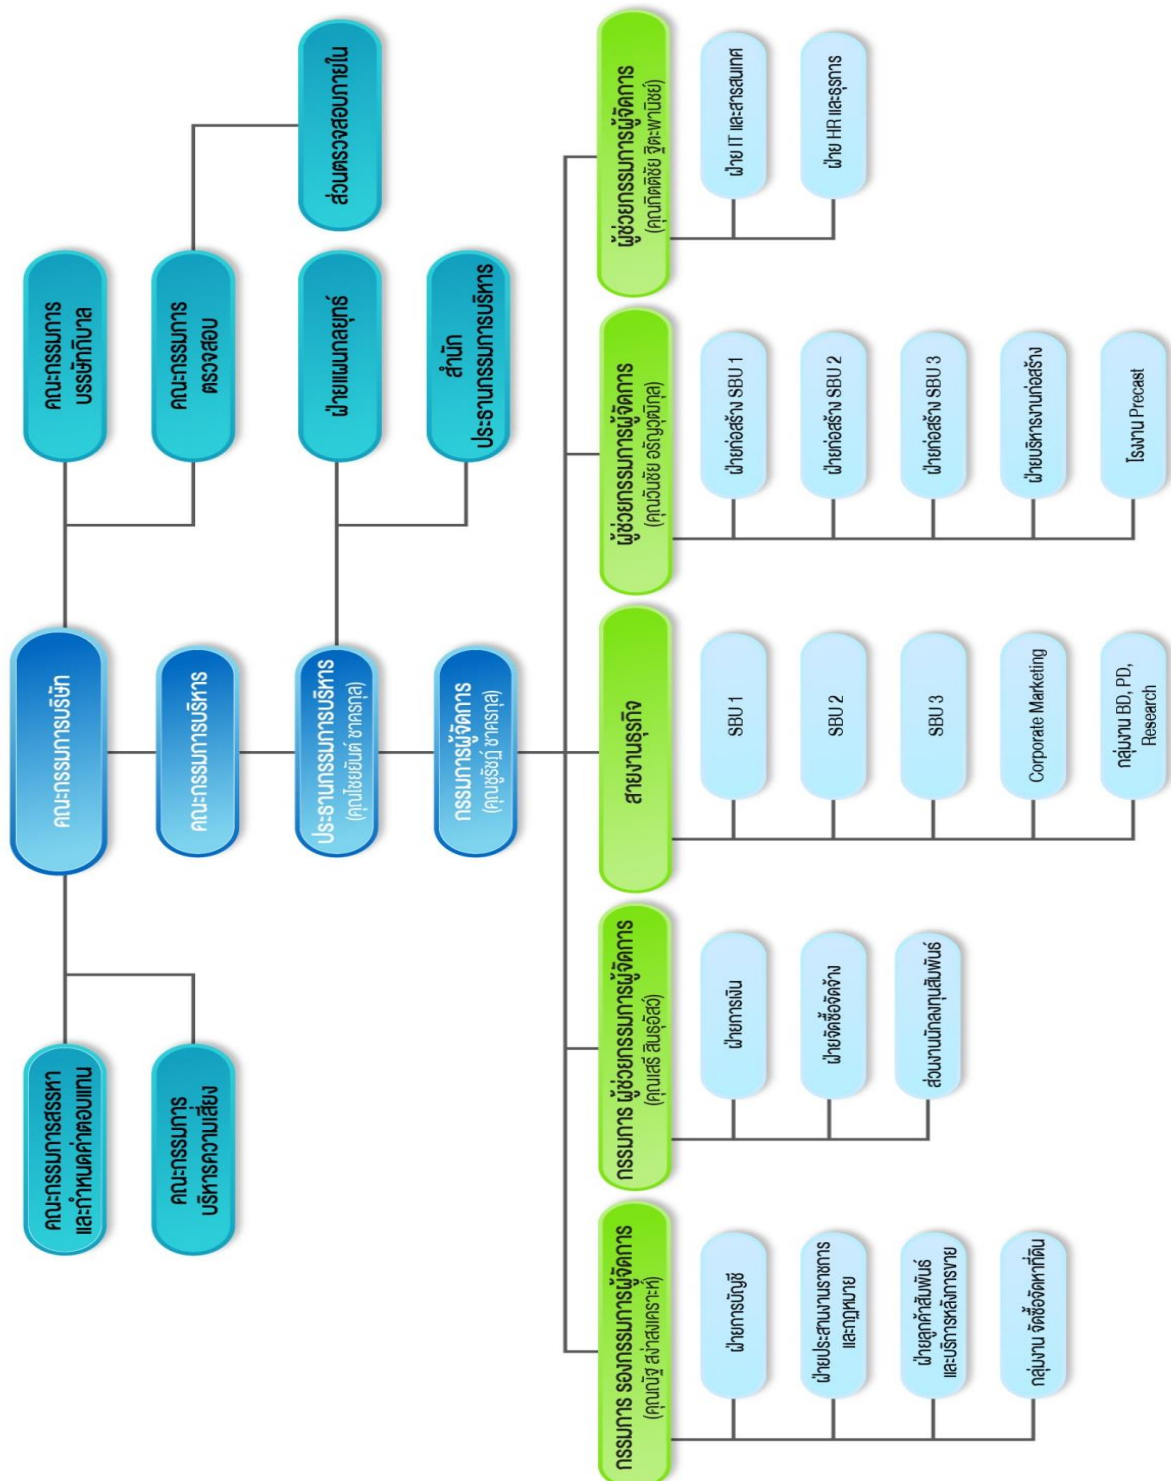 คณะกรรมการบริษัท
คณะกรรมการสรรหา
และกำหนดค่าตอบแทน
คณะกรรมการ
บริหารความเสี่ยง
คณะกรรมการ
บรรษัทภิบาล
คณะกรรมการ
ตรวจสอบ
ส่วนตรวจสอบภายใน
คณะกรรมการบริหาร
ประธานกรรมการบริหาร
(คุณไชยยันต์ ชาครกุล)
ฝ่ายแผนกลยุทธ์
สำนัก
ประธานกรรมการบริหาร
กรรมการผู้จัดการ
(คุณชูรัชฏ์ ชาครกุล)
กรรมการ รองกรรมการผู้จัดการ
(คุณณัฐ สง่าสงเคราะห์)
ฝ่ายการบัญชี
ฝ่ายประสานงานราชการ
และกฎหมาย
ฝ่ายลูกค้าสัมพันธ์
และบริการหลังการขาย
กลุ่มงาน จัดซื้อจัดหาที่ดิน
กรรมการ ผู้ช่วยกรรมการผู้จัดการ
(คุณเสรี สินธุอัสว์)
ฝ่ายการเงิน
ฝ่ายจัดซื้อจัดจ้าง
ส่วนงานนักลงทุนสัมพันธ์
สายงานธุรกิจ
SBU 1
SBU 2
SBU 3
Corporate Marketing
กลุ่มงาน BD, PD,
Research
ผู้ช่วยกรรมการผู้จัดการ
(คุณวันชัย อรัญวุฒิกุล)
ฝ่ายก่อสร้าง SBU 1
ฝ่ายก่อสร้าง SBU 2
ฝ่ายก่อสร้าง SBU 3
ฝ่ายบริหารงานก่อสร้าง
โรงงาน Precast
ผู้ช่วยกรรมการผู้จัดการ
(คุณกิตติชัย ฐิตะพานิชย์)
ฝ่าย IT และสารสนเทศ
ฝ่าย HR และธุรการ